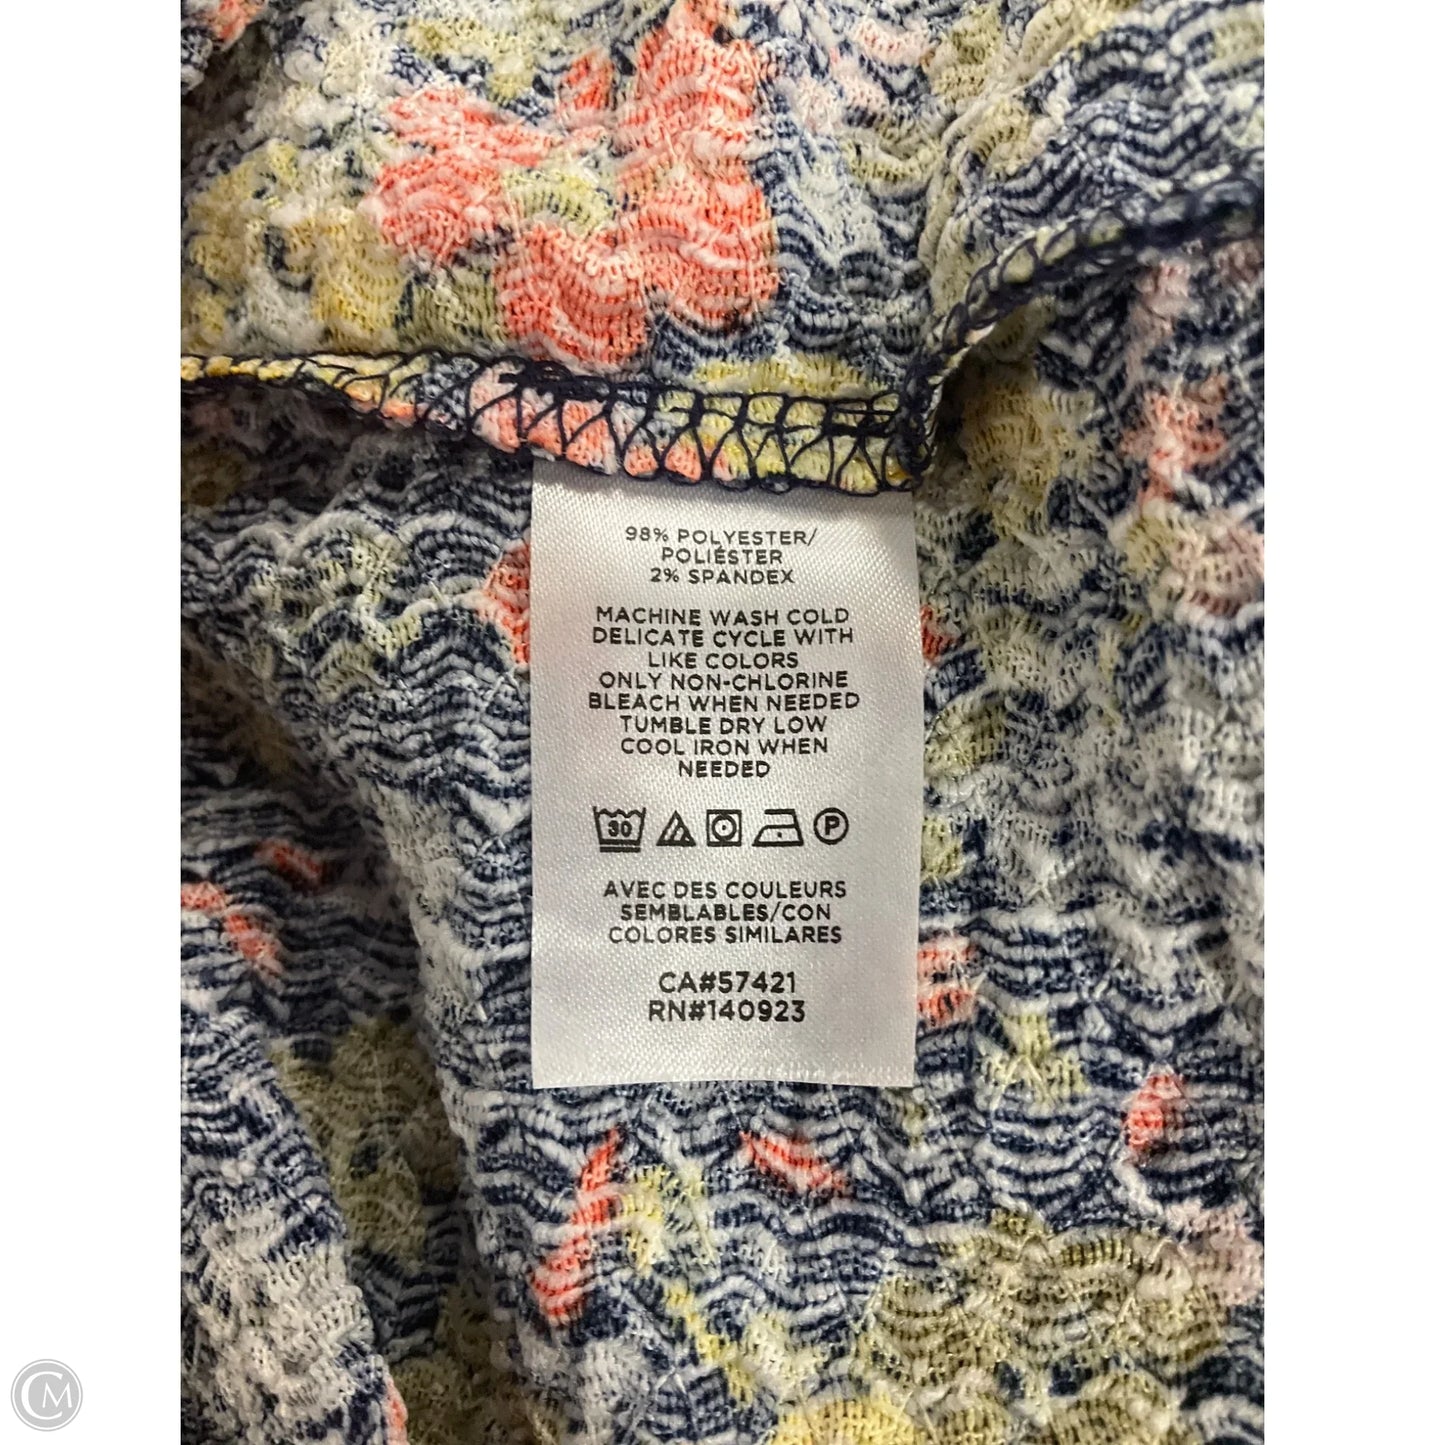 98% POLYESTER/
POLIÉSTER
2% SPANDEX
MACHINE WASH COLD
DELICATE CYCLE WITH
LIKE COLORS
ONLY NON-CHLORINE
BLEACH WHEN NEEDED
TUMBLE DRY LOW
COOL IRON WHEN
NEEDED
30 P
AVEC DES COULEURS
SEMBLABLES/CON
COLORES SIMILARES
CA#57421
RN#140923
CM